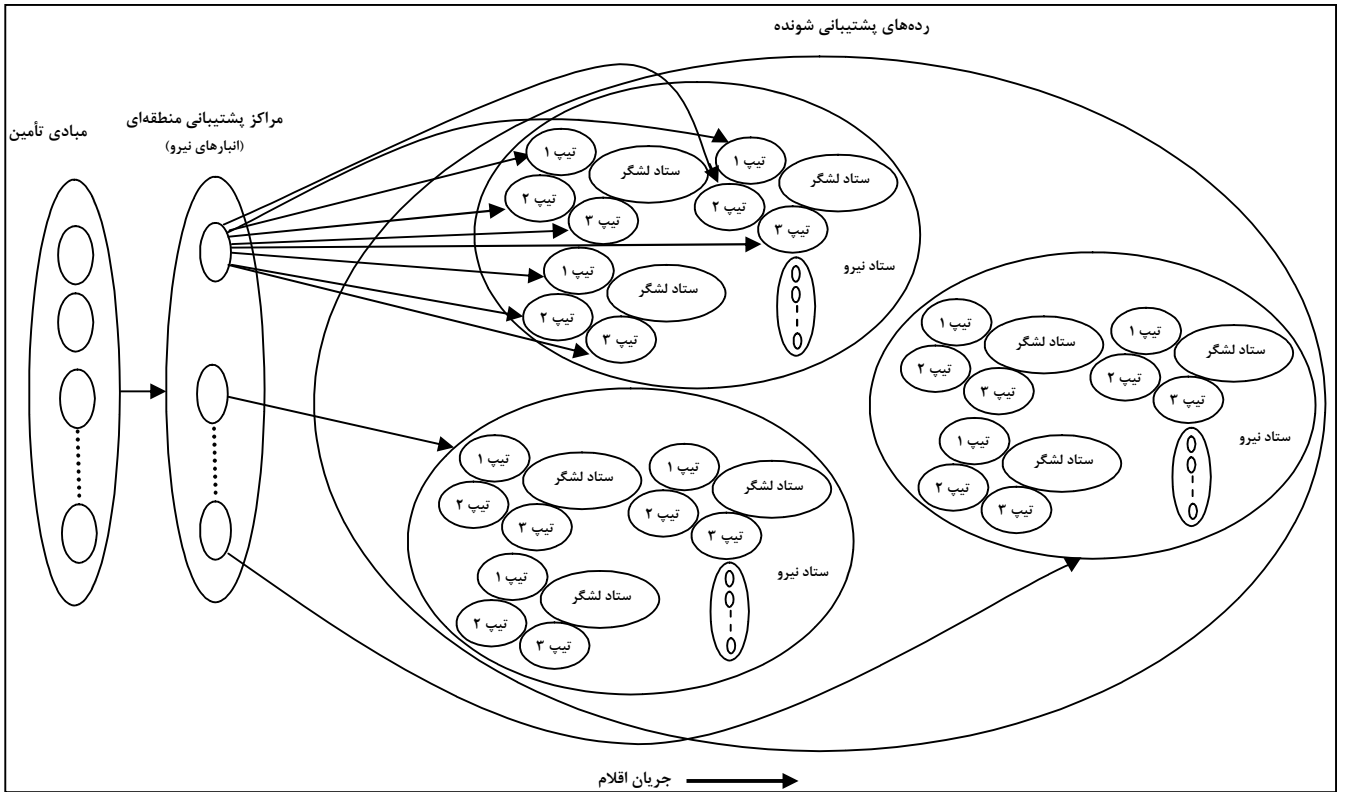 رده‌های پشتیبانی شونده
مراکز پشتیبانی منطقه‌ای
(انبارهای نیرو)
مبادی تأمین
تیپ ۱
ستاد لشگر
تیپ ۲
تیپ ۳
تیپ ۱
ستاد لشگر
تیپ ۲
تیپ ۳
تیپ ۱
ستاد لشگر
تیپ ۲
تیپ ۳
ستاد نیرو
تیپ ۱
ستاد لشگر
تیپ ۲
تیپ ۳
تیپ ۱
ستاد لشگر
تیپ ۲
تیپ ۳
تیپ ۱
ستاد لشگر
تیپ ۲
تیپ ۳
ستاد نیرو
تیپ ۱
ستاد لشگر
تیپ ۲
تیپ ۳
تیپ ۱
ستاد لشگر
تیپ ۲
تیپ ۳
تیپ ۱
ستاد لشگر
تیپ ۲
تیپ ۳
ستاد نیرو
جریان اقلام